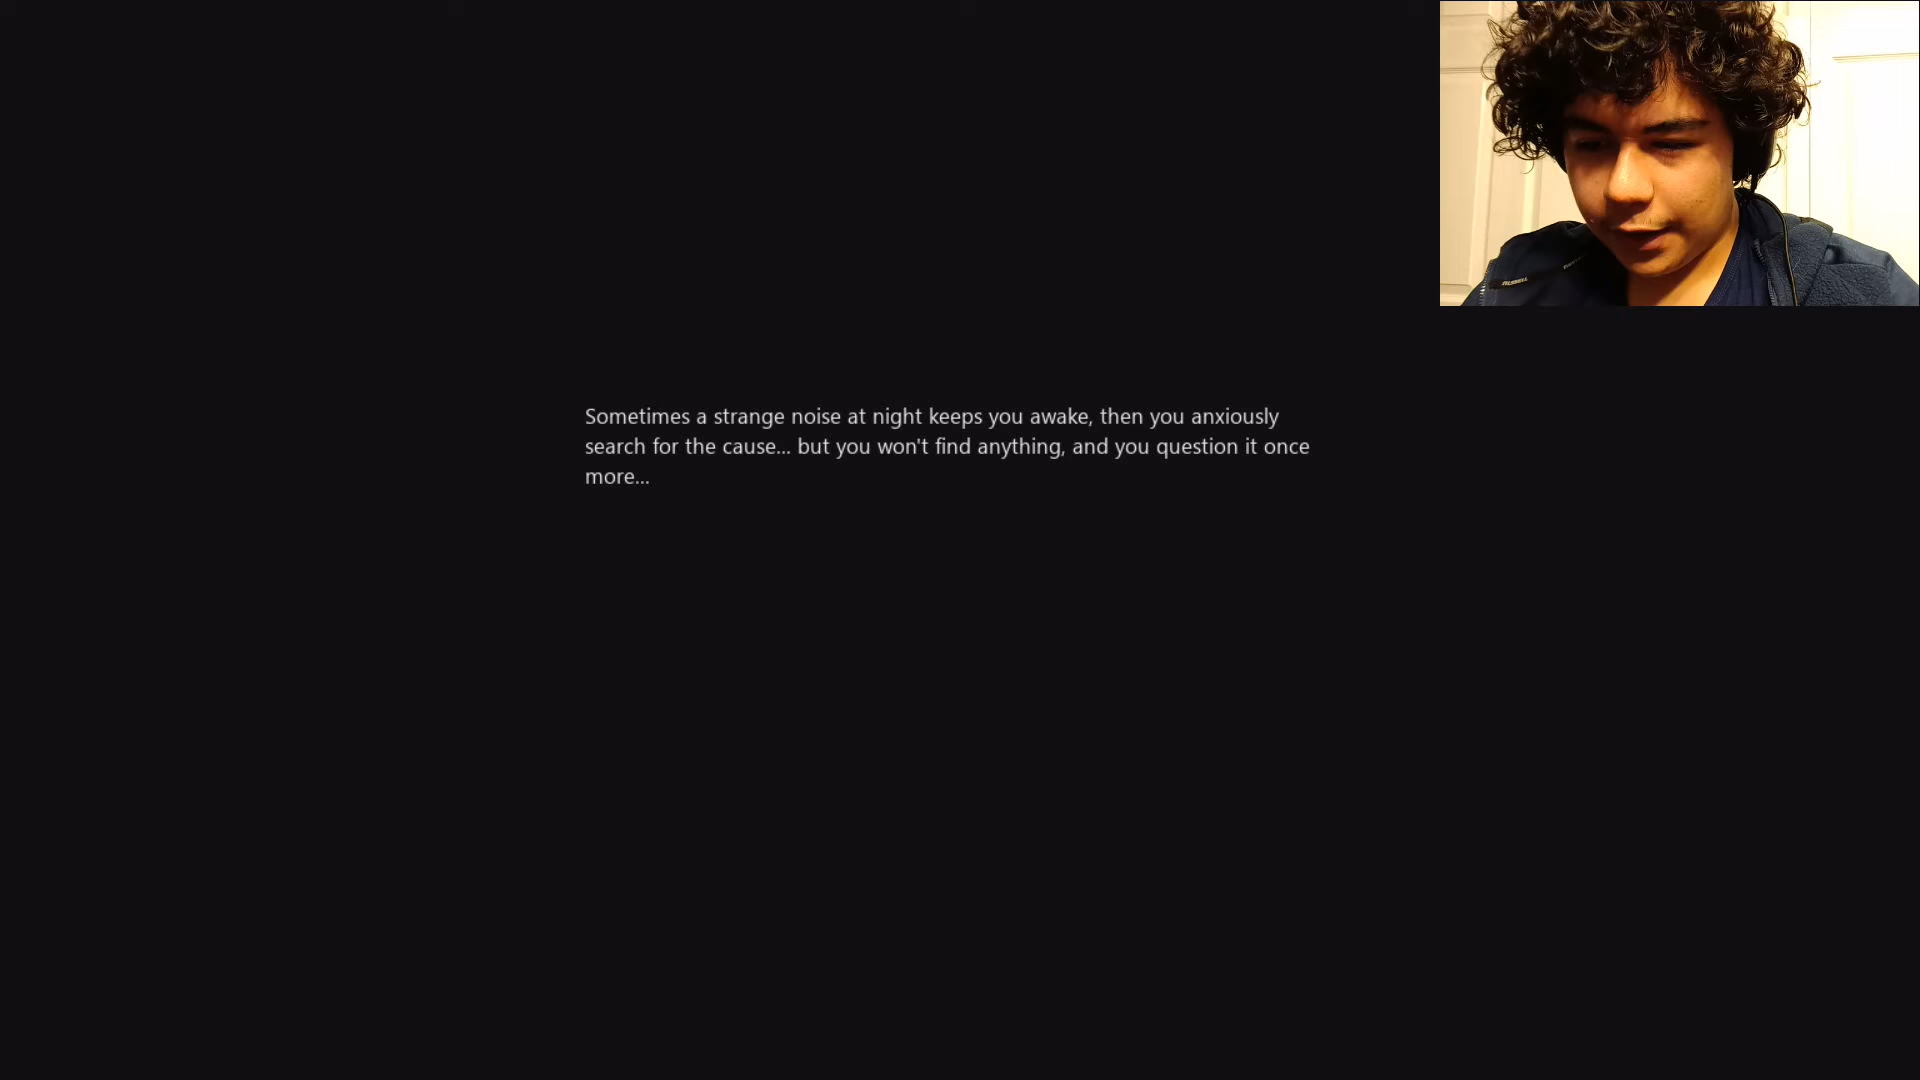 Sometimes a strange noise at night keeps you awake, then you anxiously
search for the cause... but you won't find anything, and you question it once
more...